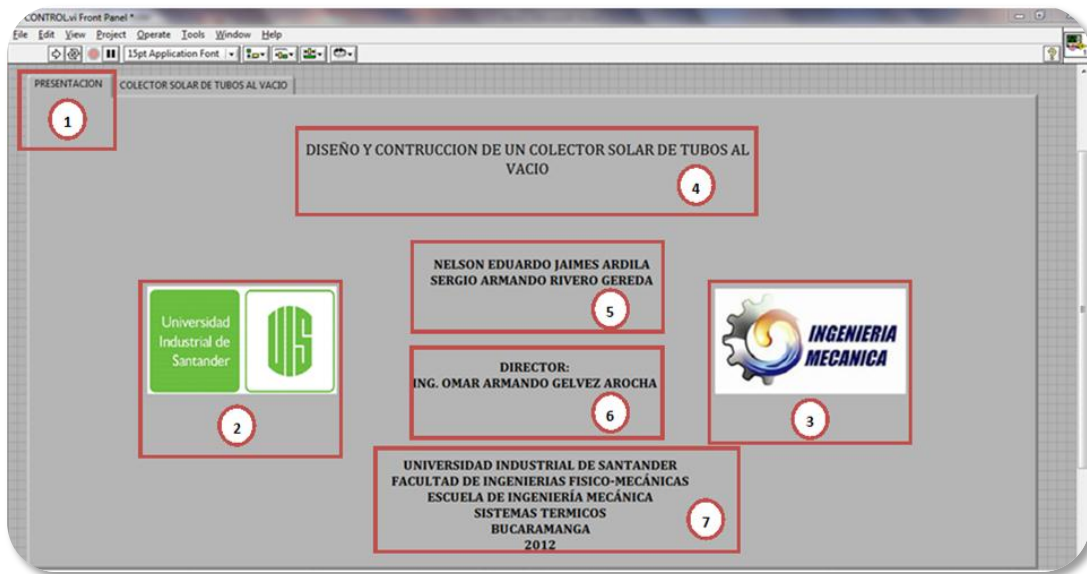 CONTROL.vi Front Panel *
File Edit View Project Operate Tools Window Help
15pt Application Font
PRESENTACION
COLECTOR SOLAR DE TUBOS AL VACIO
1
DISEÑO Y CONTRUCCION DE UN COLECTOR SOLAR DE TUBOS AL
VACIO
4
NELSON EDUARDO JAIMES ARDILA
SERGIO ARMANDO RIVERO GEREDA
5
Universidad
Industrial de
Santander
UIS
2
INGENIERIA
MECANICA
3
DIRECTOR:
ING. OMAR ARMANDO GELVEZ AROCHA
6
UNIVERSIDAD INDUSTRIAL DE SANTANDER
FACULTAD DE INGENIERIAS FISICO-MECÁNICAS
ESCUELA DE INGENIERÍA MECÁNICA
SISTEMAS TERMICOS
BUCARAMANGA
2012
7